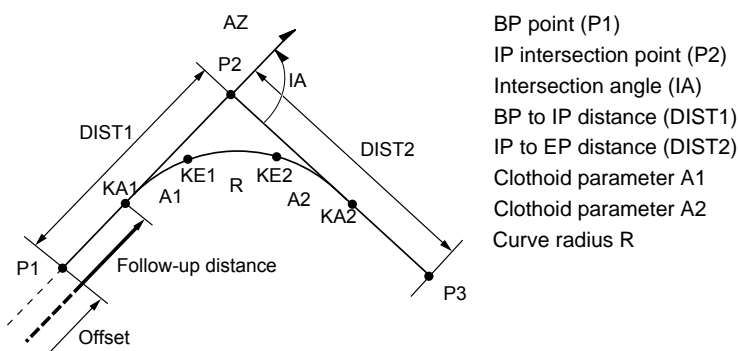 AZ
P2
IA
DIST1
DIST2
KE1
KE2
KA1
A1
R
A2
KA2
P1
Follow-up distance
P3
Offset
BP point (P1)
IP intersection point (P2)
Intersection angle (IA)
BP to IP distance (DIST1)
IP to EP distance (DIST2)
Clothoid parameter A1
Clothoid parameter A2
Curve radius R